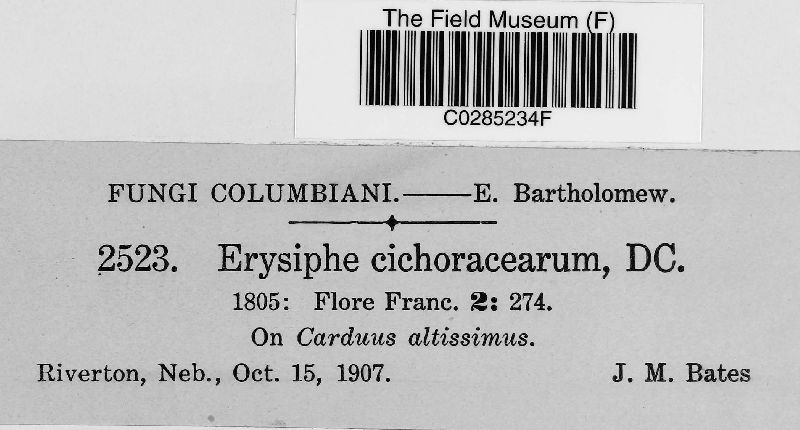 The Field Museum (F)
C0285234F
FUNGI COLUMBIANI.——E. Bartholomew.
2523. Erysiphe cichoracearum, DC.
1805: Flore Franc. 2: 274.
On Carduus altissimus.
Riverton, Neb., Oct. 15, 1907. J. M. Bates